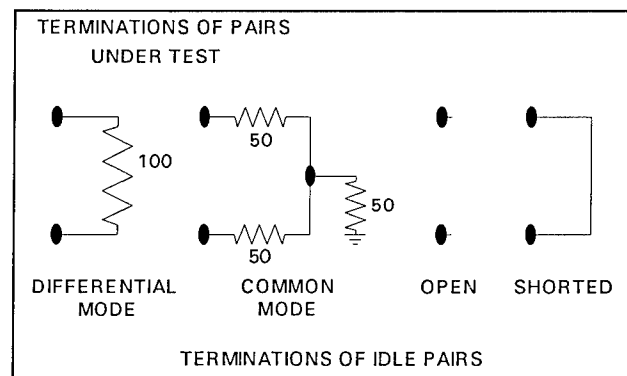 TERMINATIONS OF PAIRS
UNDER TEST
100
50
50
50
DIFFERENTIAL
MODE
COMMON
MODE
OPEN
SHORTED
TERMINATIONS OF IDLE PAIRS